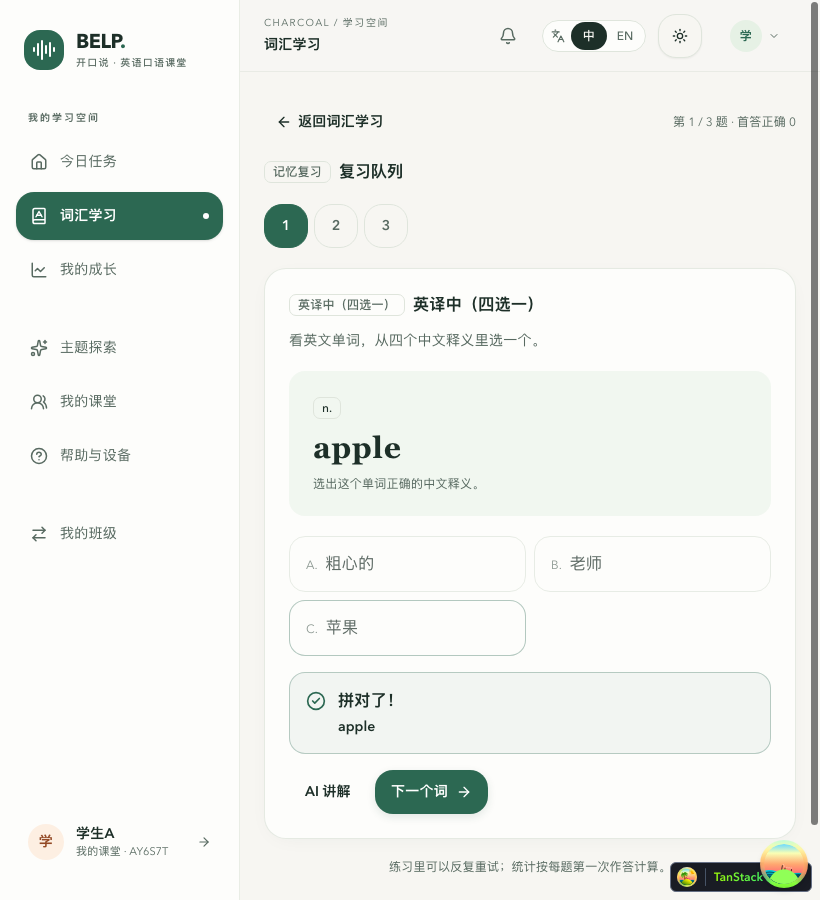 BELP.
开口说 · 英语口语课堂
我的学习空间
今日任务
词汇学习
我的成长
主题探索
我的课堂
帮助与设备
我的班级
学 学生A
我的课堂 · AY6S7T
CHARCOAL / 学习空间
词汇学习
中 EN
学
返回词汇学习
第 1 / 3 题 · 首答正确 0
记忆复习 复习队列
1 2 3
英译中（四选一） 英译中（四选一）
看英文单词，从四个中文释义里选一个。
n.
apple
选出这个单词正确的中文释义。
A. 粗心的
B. 老师
C. 苹果
拼对了！
apple
AI 讲解 下一个词
练习里可以反复重试；统计按每题第一次作答计算。
TanStack